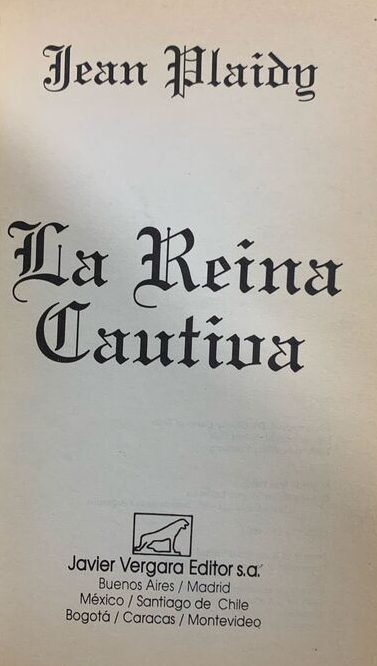 Jean Plaidy
La Reina
Cautiva
Javier Vergara Editor s.a.
Buenos Aires / Madrid
México / Santiago de Chile
Bogotá / Caracas / Montevideo